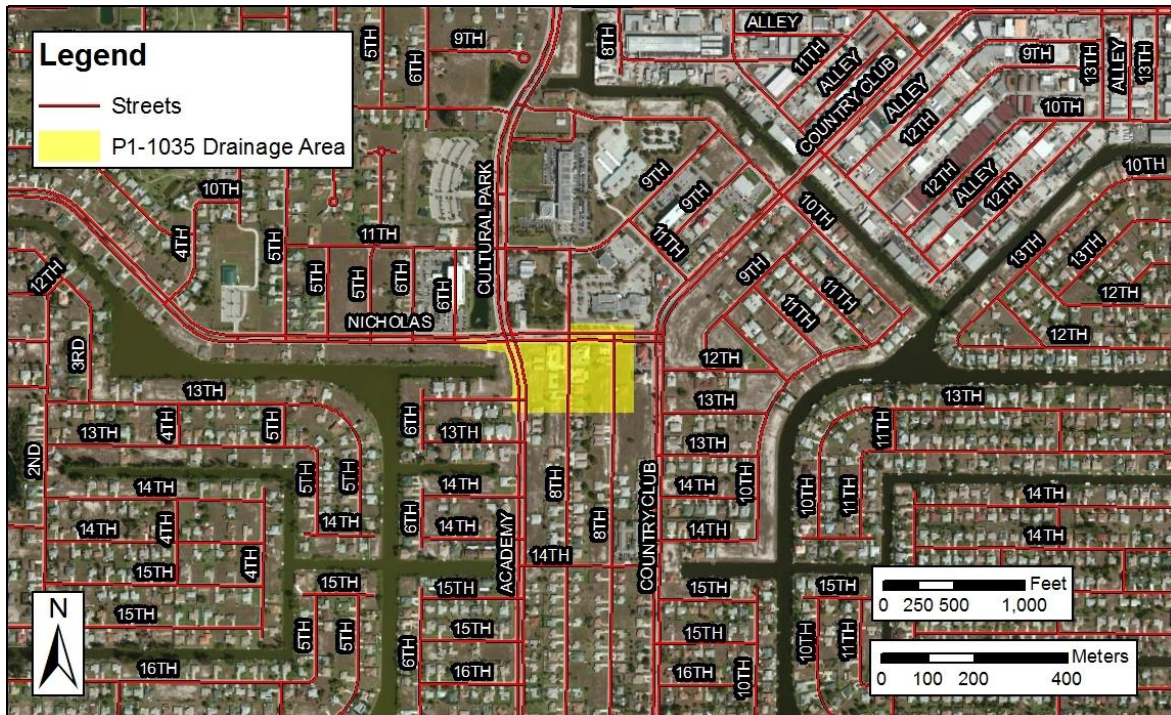 Legend
Streets
P1-1035 Drainage Area
5TH
6TH
9TH
8TH
ALLEY
11TH
ALLEY
ALLEY
COUNTRY CLUB
ALLEY
12TH
9TH
13TH
ALLEY
13TH
10TH
12TH
ALLEY
12TH
10TH
CULTURAL PARK
9TH
9TH
11TH
10TH
10TH
4TH
5TH
11TH
5TH
5TH
6TH
6TH
NICHOLAS
12TH
3RD
9TH
11TH
11TH
12TH
13TH
13TH
12TH
12TH
13TH
13TH
4TH
5TH
5TH
5TH
2ND
14TH
14TH
4TH
14TH
15TH
4TH
15TH
15TH
5TH
5TH
16TH
6TH
13TH
14TH
6TH
14TH
ACADEMY
8TH
8TH
14TH
COUNTRY CLUB
13TH
13TH
14TH
10TH
14TH
11TH
13TH
10TH
11TH
14TH
14TH
15TH
15TH
6TH
16TH
15TH
15TH
16TH
10TH
15TH
10TH
11TH
N
Feet
0 250 500 1,000
Meters
0 100 200 400